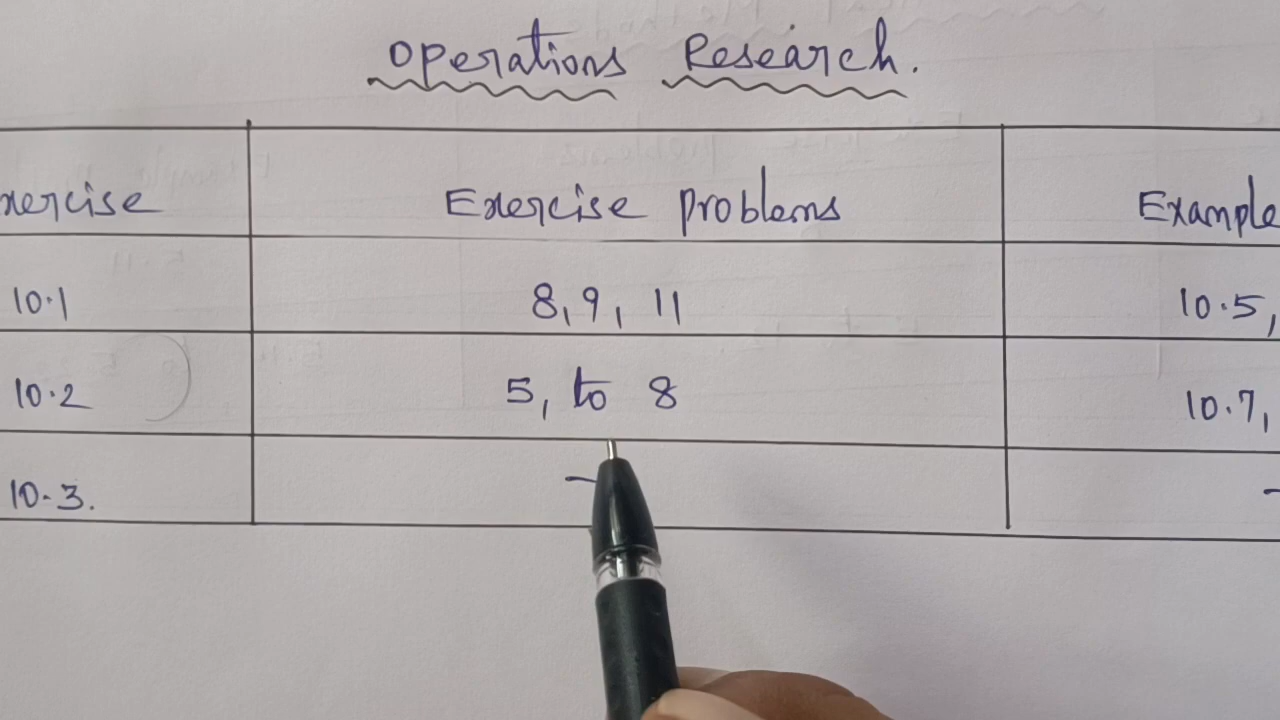 Operations Research.
xercise Exercise problems Example
10.1 8, 9, 11 10.5,
10.2 5, to 8 10.7,
10.3. - -